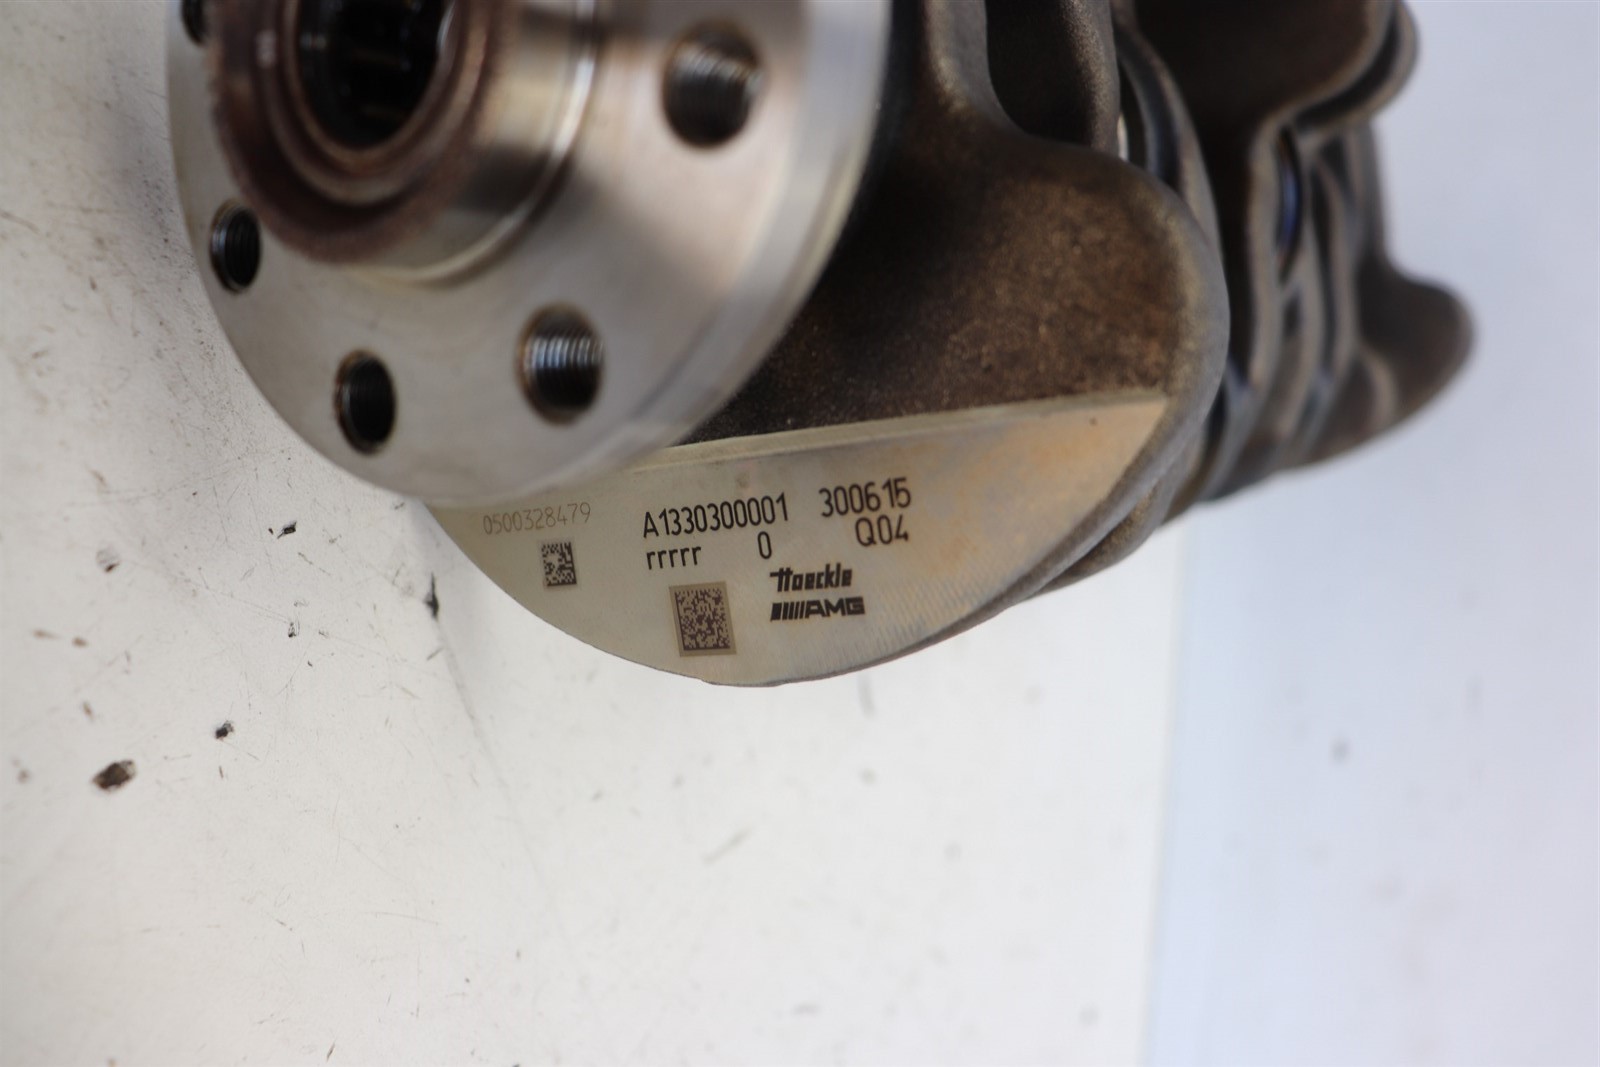 0500328479
A1330300001 300615
rrrrr 0 Q04
Hoeckle
AMG